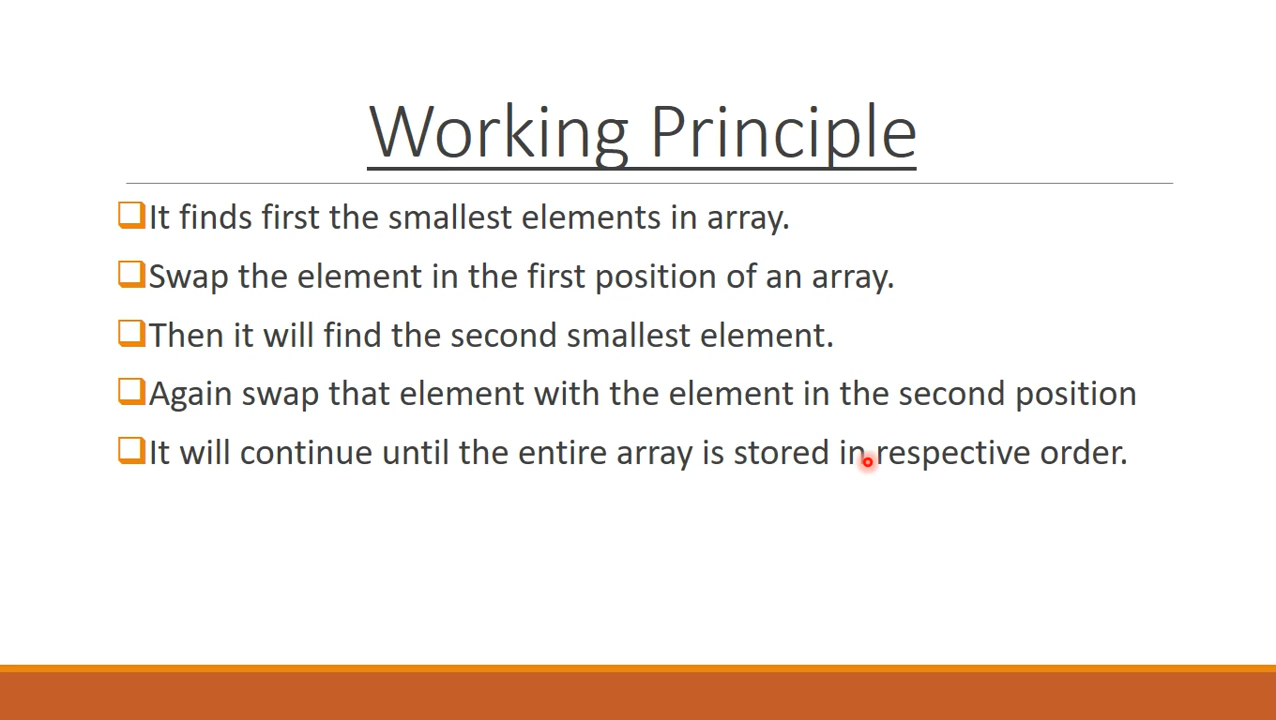 Working Principle
It finds first the smallest elements in array.
Swap the element in the first position of an array.
Then it will find the second smallest element.
Again swap that element with the element in the second position
It will continue until the entire array is stored in respective order.